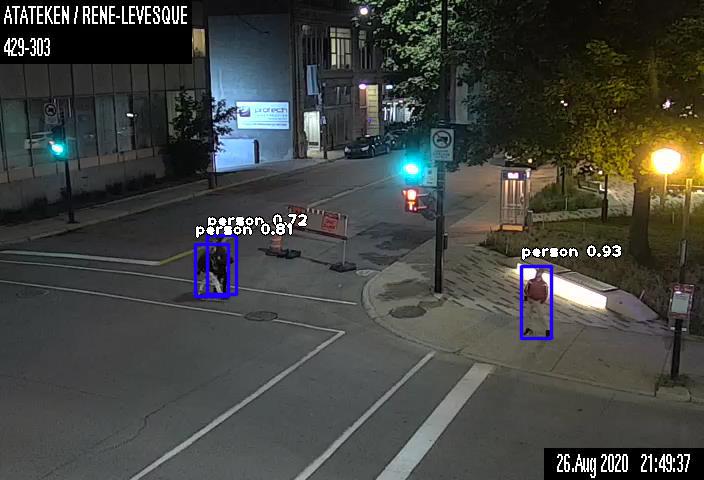 ATATEKEN / RENE-LEVESQUE
429-303
protech
person 0.72
person 0.81
person 0.93
26.Aug 2020 21:49:37